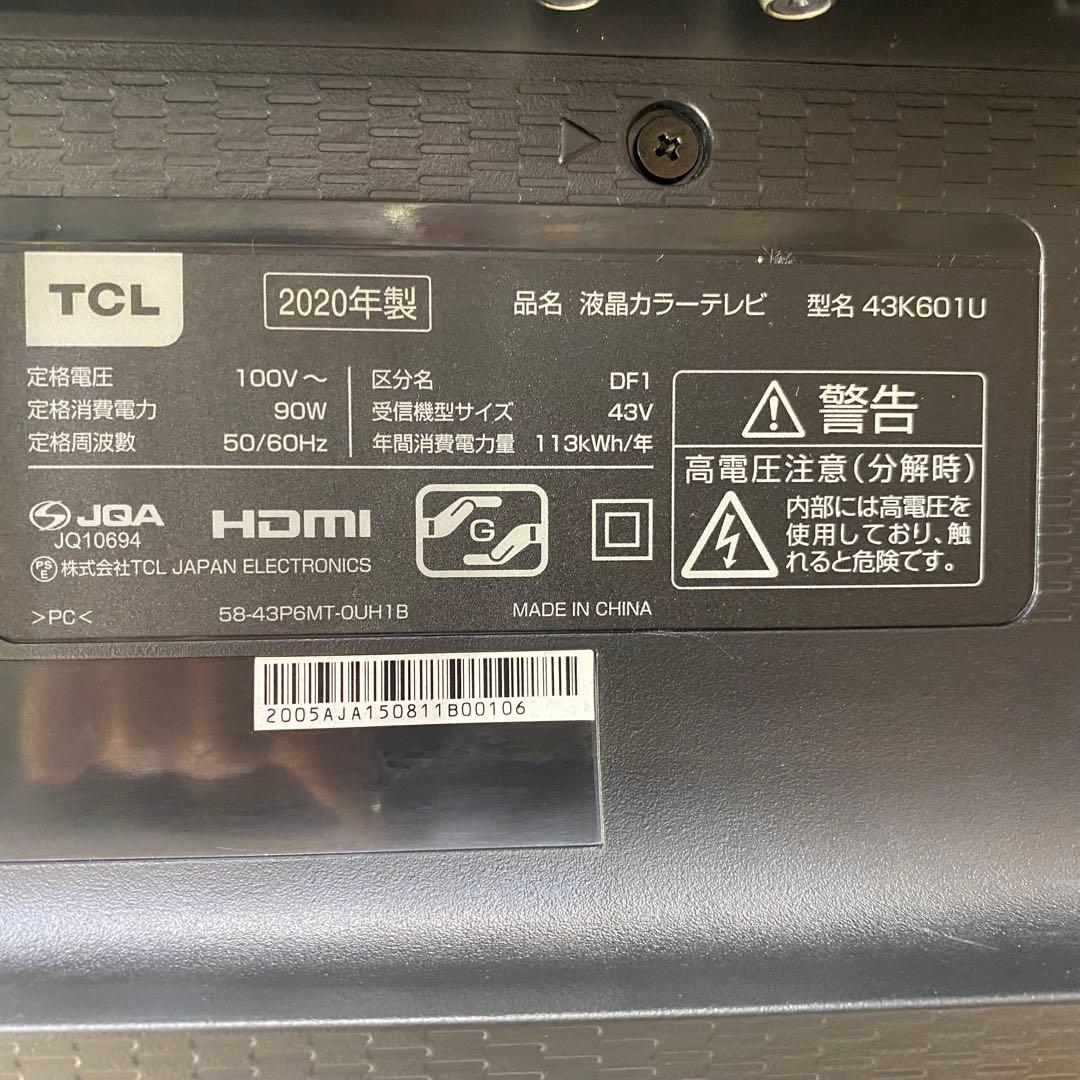 TCL
2020年製
品名 液晶カラーテレビ 型名 43K601U
定格電圧 100V～
定格消費電力 90W
定格周波数 50/60Hz
区分名 DF1
受信機型サイズ 43V
年間消費電力量 113kWh/年
警告
高電圧注意(分解時)
内部には高電圧を
使用しており、触
れると危険です。
JQA
JQ10694
HDMI
G
PSE 株式会社TCL JAPAN ELECTRONICS
>PC< 58-43P6MT-0UH1B MADE IN CHINA
2005AJA150811B00106